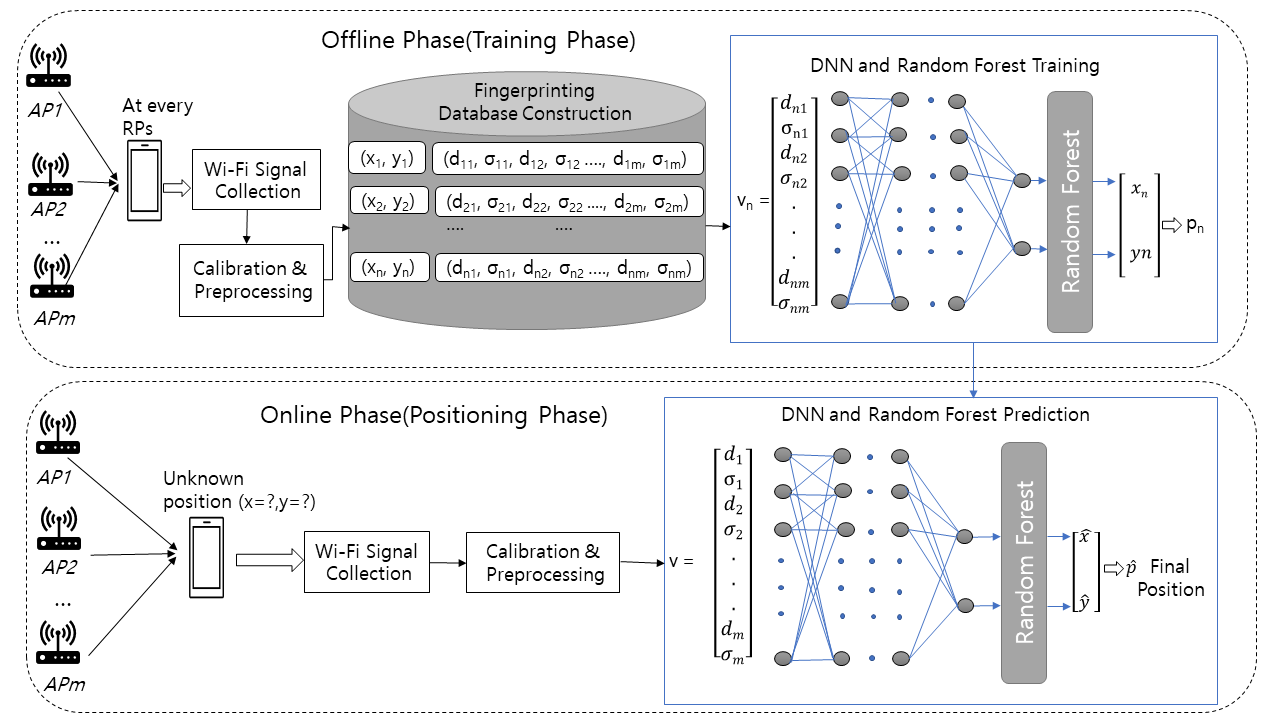 Offline Phase(Training Phase)
AP1
AP2
...
APm
At every
RPs
Wi-Fi Signal
Collection
Calibration &
Preprocessing
Fingerprinting
Database Construction
(x₁, y₁) (d₁₁, σ₁₁, d₁₂, σ₁₂ ...., d₁ₘ, σ₁ₘ)
(x₂, y₂) (d₂₁, σ₂₁, d₂₂, σ₂₂ ...., d₂ₘ, σ₂ₘ)
.... ....
(xₙ, yₙ) (dₙ₁, σₙ₁, dₙ₂, σₙ₂ ...., dₙₘ, σₙₘ)
DNN and Random Forest Training
vₙ =
dₙ₁
σₙ₁
dₙ₂
σₙ₂
.
.
.
dₙₘ
σₙₘ
Random Forest
xₙ
yn
pₙ
Online Phase(Positioning Phase)
AP1
AP2
...
APm
Unknown
position (x=?,y=?)
Wi-Fi Signal
Collection
Calibration &
Preprocessing
DNN and Random Forest Prediction
v =
d₁
σ₁
d₂
σ₂
.
.
.
dₘ
σₘ
Random Forest
x̂
ŷ
p̂ Final
Position